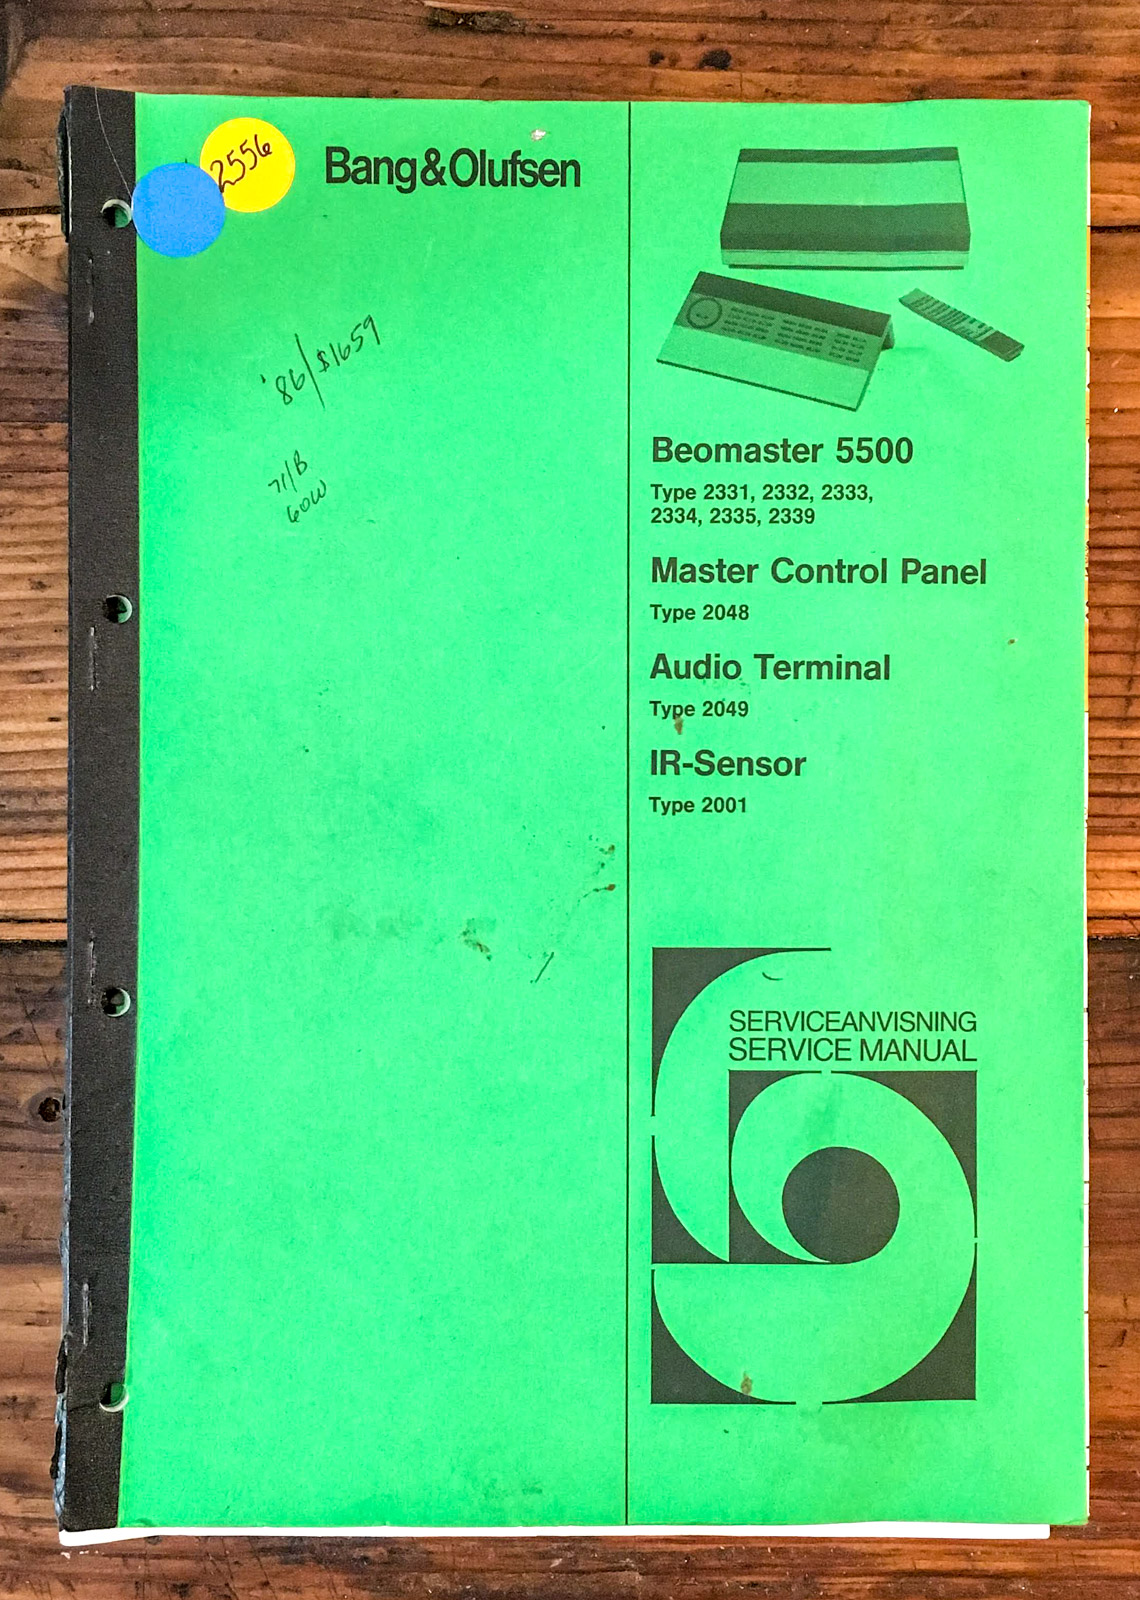 2556
Bang&Olufsen
'86/$1659
71/B
60W
Beomaster 5500
Type 2331, 2332, 2333,
2334, 2335, 2339
Master Control Panel
Type 2048
Audio Terminal
Type 2049
IR-Sensor
Type 2001
SERVICEANVISNING
SERVICE MANUAL